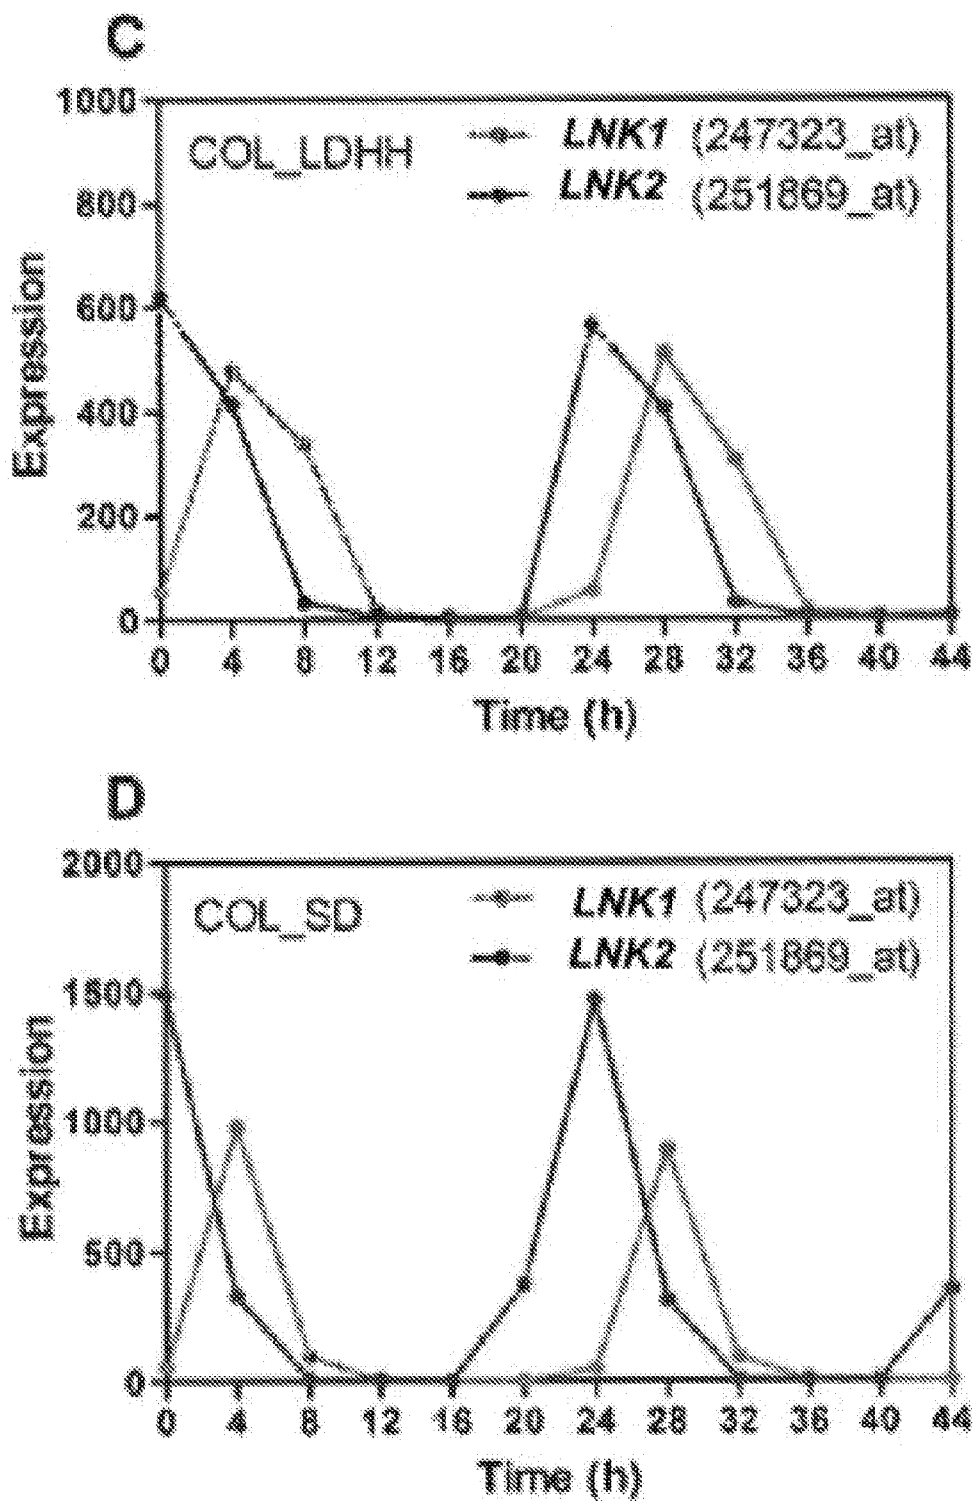 C
1000
COL_LDHH
LNK1 (247323_at)
LNK2 (251869_at)
800
600
400
200
0
Expression
0 4 8 12 16 20 24 28 32 36 40 44
Time (h)
D
2000
COL_SD
LNK1 (247323_at)
LNK2 (251869_at)
1500
1000
500
0
Expression
0 4 8 12 16 20 24 28 32 36 40 44
Time (h)